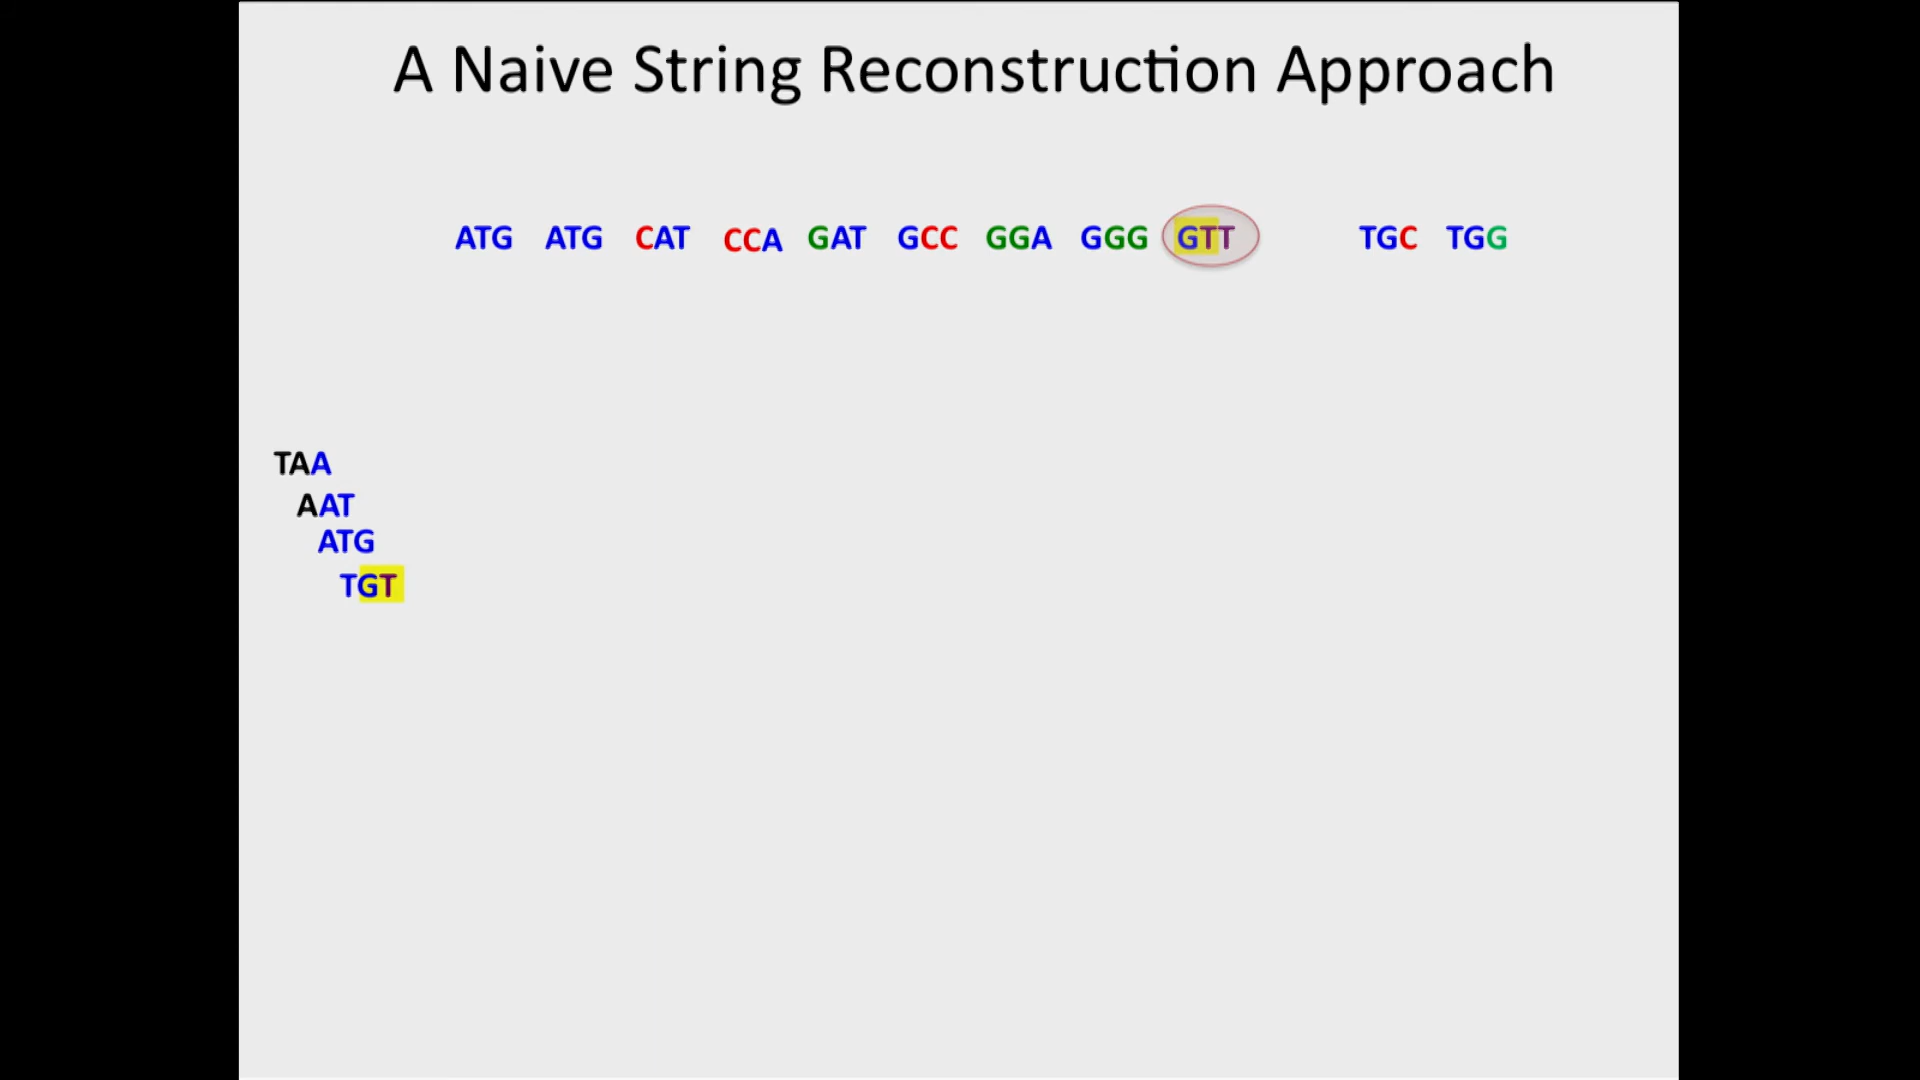 A Naive String Reconstruction Approach
ATG ATG CAT CCA GAT GCC GGA GGG GTT TGC TGG
TAA
AAT
ATG
TGT